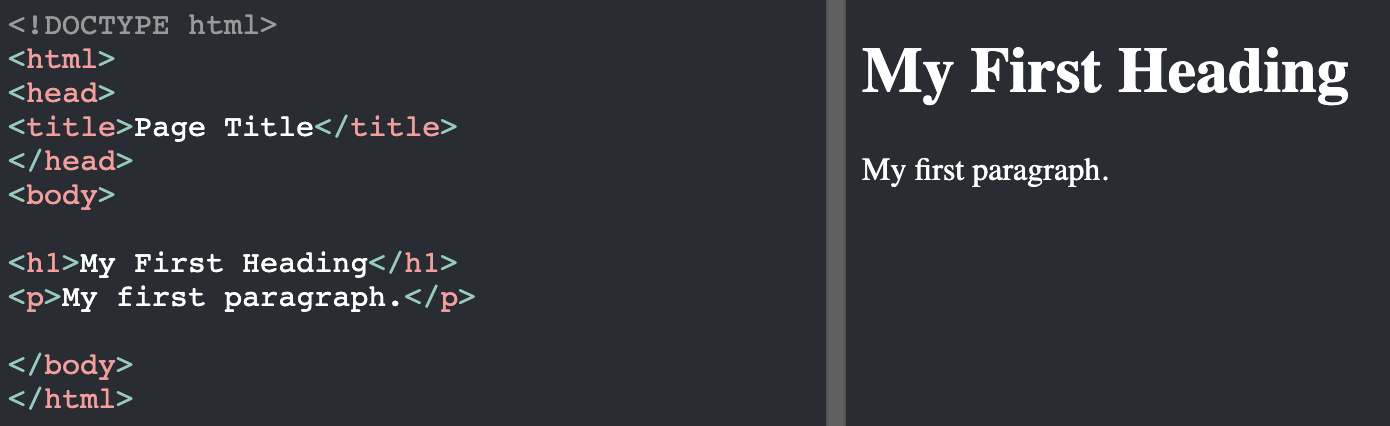 <!DOCTYPE html>
<html>
<head>
<title>Page Title</title>
</head>
<body>
<h1>My First Heading</h1>
<p>My first paragraph.</p>
</body>
</html>
My First Heading
My first paragraph.